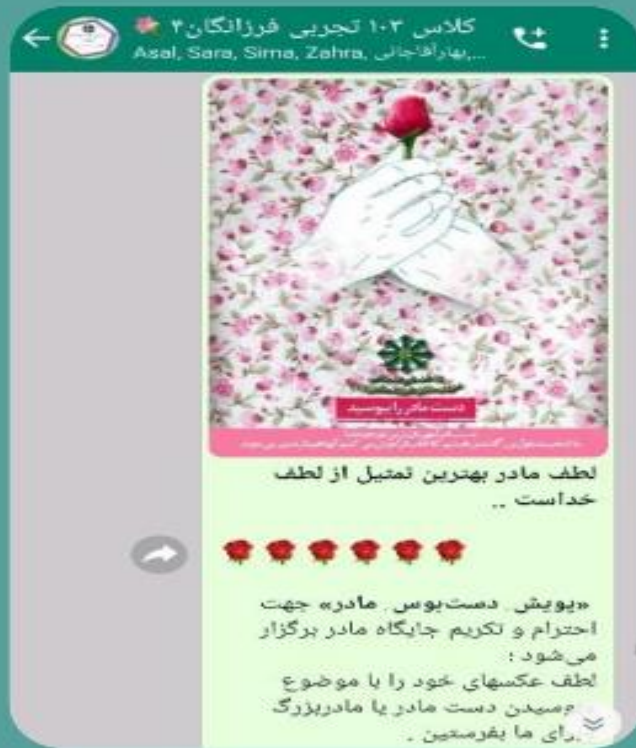 کلاس ۱۰۳ تجربی فرزانگان۴
Asal, Sara, Sima, Zahra, بهارآقاجانی,...
دست مادر را ببوسید
لطف مادر بهترین تمثیل از لطف
خداست ..
«پویش دست‌بوس مادر» جهت
احترام و تکریم جایگاه مادر برگزار
می‌شود ؛
لطف عکسهای خود را با موضوع
بوسیدن دست مادر یا مادربزرگ
برای ما بفرستین .